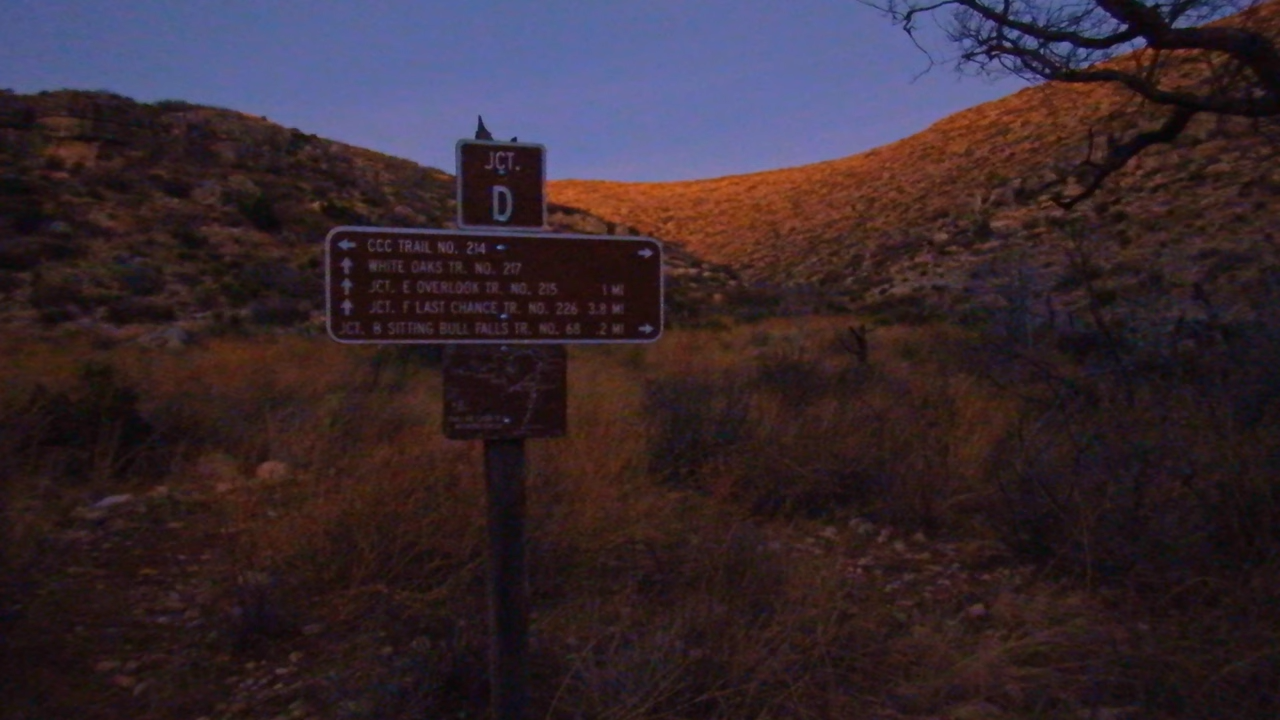 JCT.
D
← CCC TRAIL NO. 214 →
↑ WHITE OAKS TR. NO. 217
↑ JCT. E OVERLOOK TR. NO. 215 1 MI
↑ JCT. F LAST CHANCE TR. NO. 226 3.8 MI
JCT. B SITTING BULL FALLS TR. NO. 68 .2 MI →